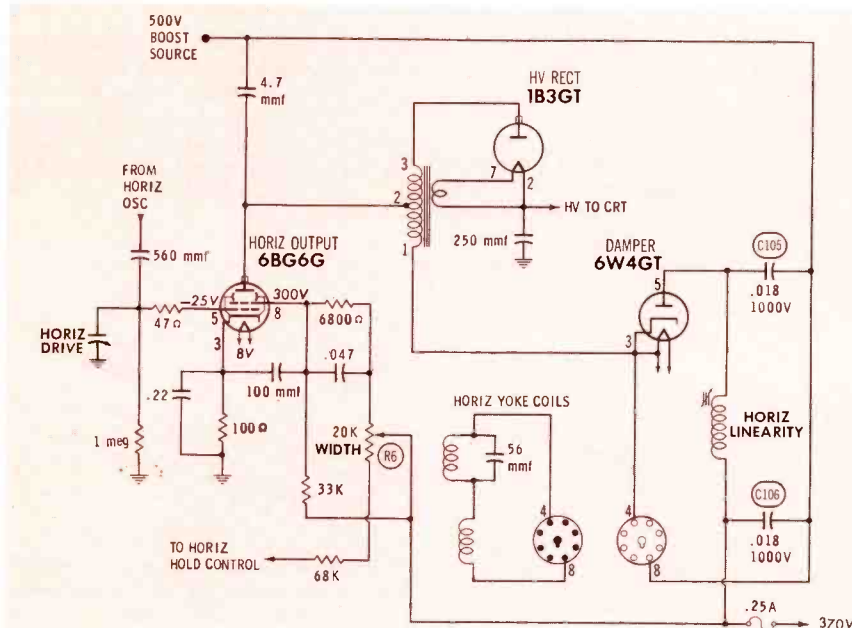 500V
BOOST
SOURCE
4.7
mmf
HV RECT
1B3GT
3
2
1
7
2
HV TO CRT
250 mmf
FROM
HORIZ
OSC
560 mmf
HORIZ OUTPUT
6BG6G
-25V
300V
5
8
3
8V
47Ω
6800Ω
HORIZ
DRIVE
.22
100 mmf
.047
1 meg
100Ω
20K
WIDTH
R6
33K
TO HORIZ
HOLD CONTROL
68K
DAMPER
6W4GT
5
3
C105
.018
1000V
HORIZ YOKE COILS
56
mmf
4
8
4
8
HORIZ
LINEARITY
C106
.018
1000V
.25A
370V